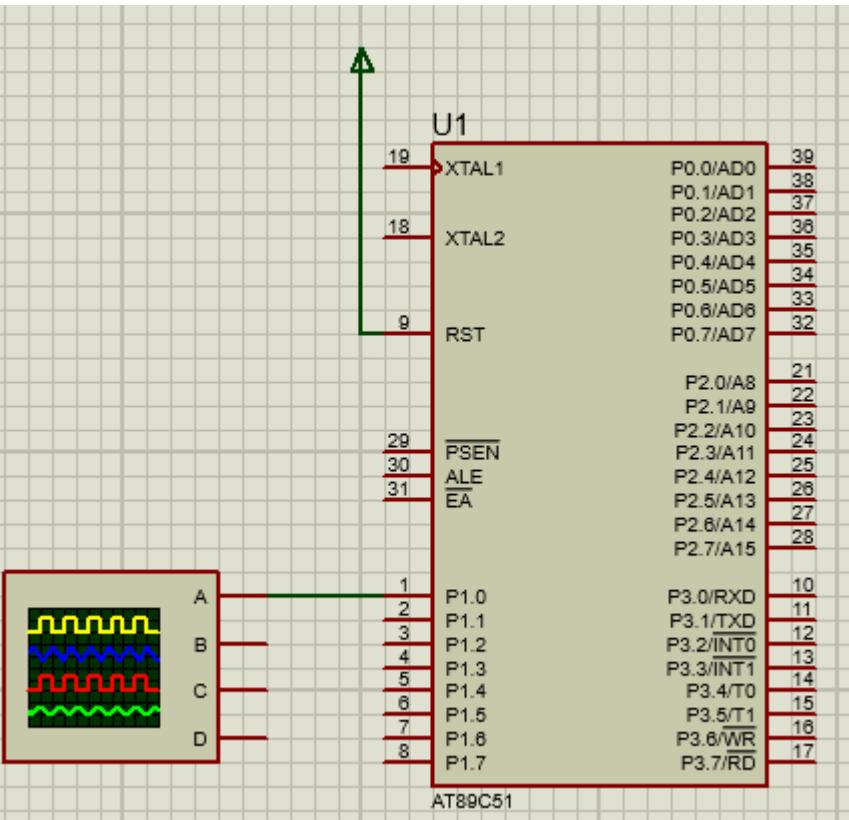 U1
19 XTAL1
18 XTAL2
9 RST
29 PSEN
30 ALE
31 EA
1 P1.0
2 P1.1
3 P1.2
4 P1.3
5 P1.4
6 P1.5
7 P1.6
8 P1.7
P0.0/AD0 39
P0.1/AD1 38
P0.2/AD2 37
P0.3/AD3 36
P0.4/AD4 35
P0.5/AD5 34
P0.6/AD6 33
P0.7/AD7 32
P2.0/A8 21
P2.1/A9 22
P2.2/A10 23
P2.3/A11 24
P2.4/A12 25
P2.5/A13 26
P2.6/A14 27
P2.7/A15 28
P3.0/RXD 10
P3.1/TXD 11
P3.2/INT0 12
P3.3/INT1 13
P3.4/T0 14
P3.5/T1 15
P3.6/WR 16
P3.7/RD 17
AT89C51
A
B
C
D